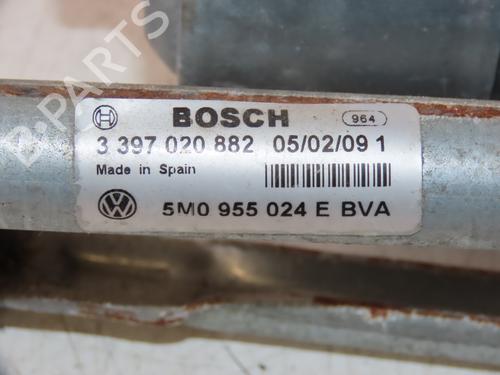 BOSCH 964
3 397 020 882 05/02/09 1
Made in Spain
5M0 955 024 E BVA
B-PARTS